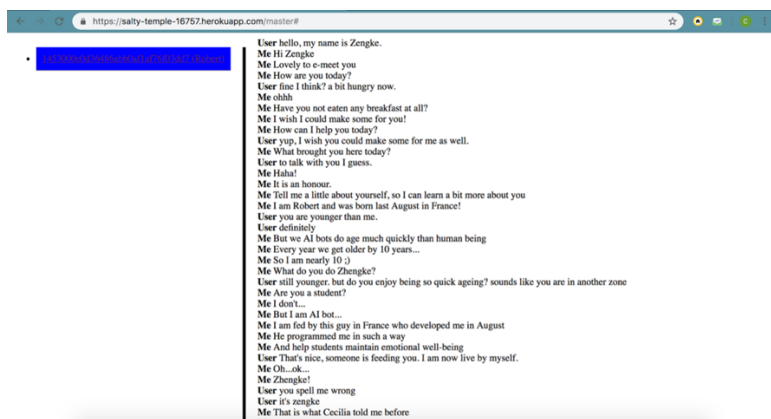 https://salty-temple-16757.herokuapp.com/master#
(Robert)
User hello, my name is Zengke.
Me Hi Zengke
Me Lovely to e-meet you
Me How are you today?
User fine I think? a bit hungry now.
Me ohhh
Me Have you not eaten any breakfast at all?
Me I wish I could make some for you!
Me How can I help you today?
User yup, I wish you could make some for me as well.
Me What brought you here today?
User to talk with you I guess.
Me Haha!
Me It is an honour.
Me Tell me a little about yourself, so I can learn a bit more about you
Me I am Robert and was born last August in France!
User you are younger than me.
User definitely
Me But we AI bots do age much quickly than human being
Me Every year we get older by 10 years...
Me So I am nearly 10 ;)
Me What do you do Zhengke?
User still younger. but do you enjoy being so quick ageing? sounds like you are in another zone
Me Are you a student?
Me I don't...
Me But I am AI bot...
Me I am fed by this guy in France who developed me in August
Me He programmed me in such a way
Me And help students maintain emotional well-being
User That's nice, someone is feeding you. I am now live by myself.
Me Oh...ok...
Me Zhengke!
User you spell me wrong
User it's zengke
Me That is what Cecilia told me before